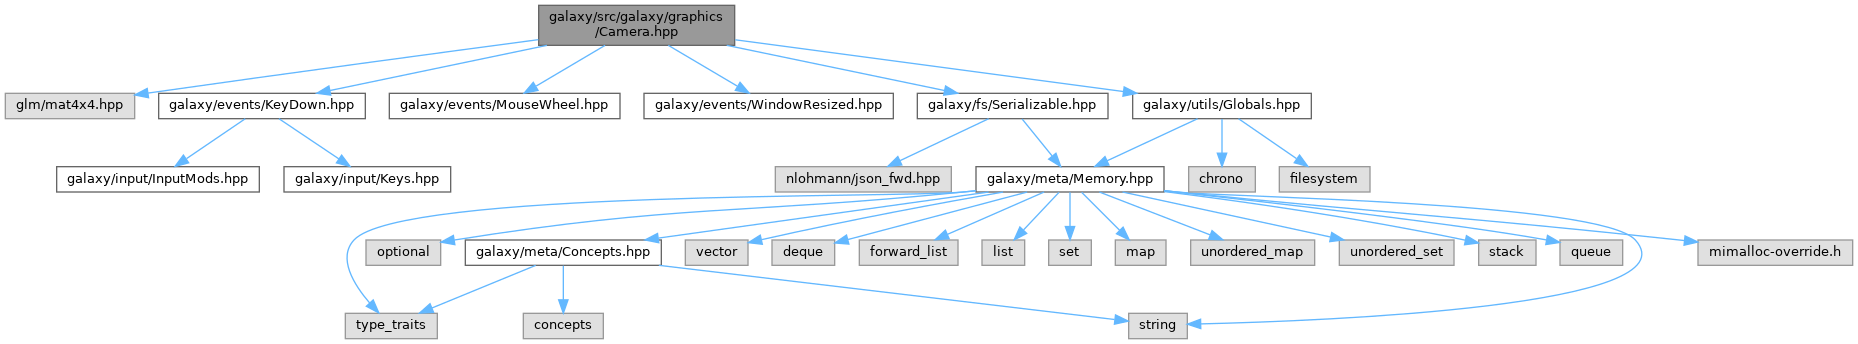 galaxy/src/galaxy/graphics
/Camera.hpp
glm/mat4x4.hpp
galaxy/events/KeyDown.hpp
galaxy/events/MouseWheel.hpp
galaxy/events/WindowResized.hpp
galaxy/fs/Serializable.hpp
galaxy/utils/Globals.hpp
galaxy/input/InputMods.hpp
galaxy/input/Keys.hpp
nlohmann/json_fwd.hpp
galaxy/meta/Memory.hpp
chrono
filesystem
optional
galaxy/meta/Concepts.hpp
vector
deque
forward_list
list
set
map
unordered_map
unordered_set
stack
queue
mimalloc-override.h
type_traits
concepts
string